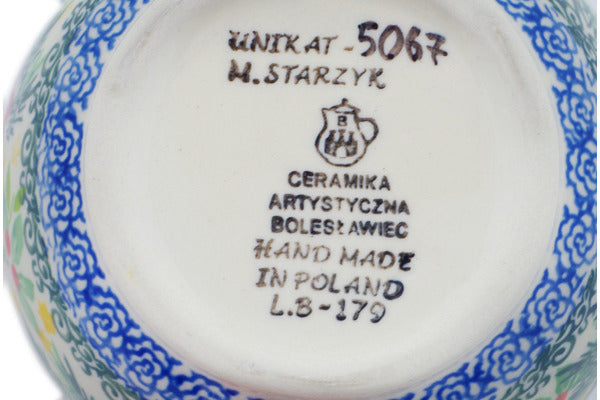 UNIKAT-5067
M.STARZYK
B
CERAMIKA
ARTYSTYCZNA
BOLESŁAWIEC
HAND MADE
IN POLAND
L.B-179